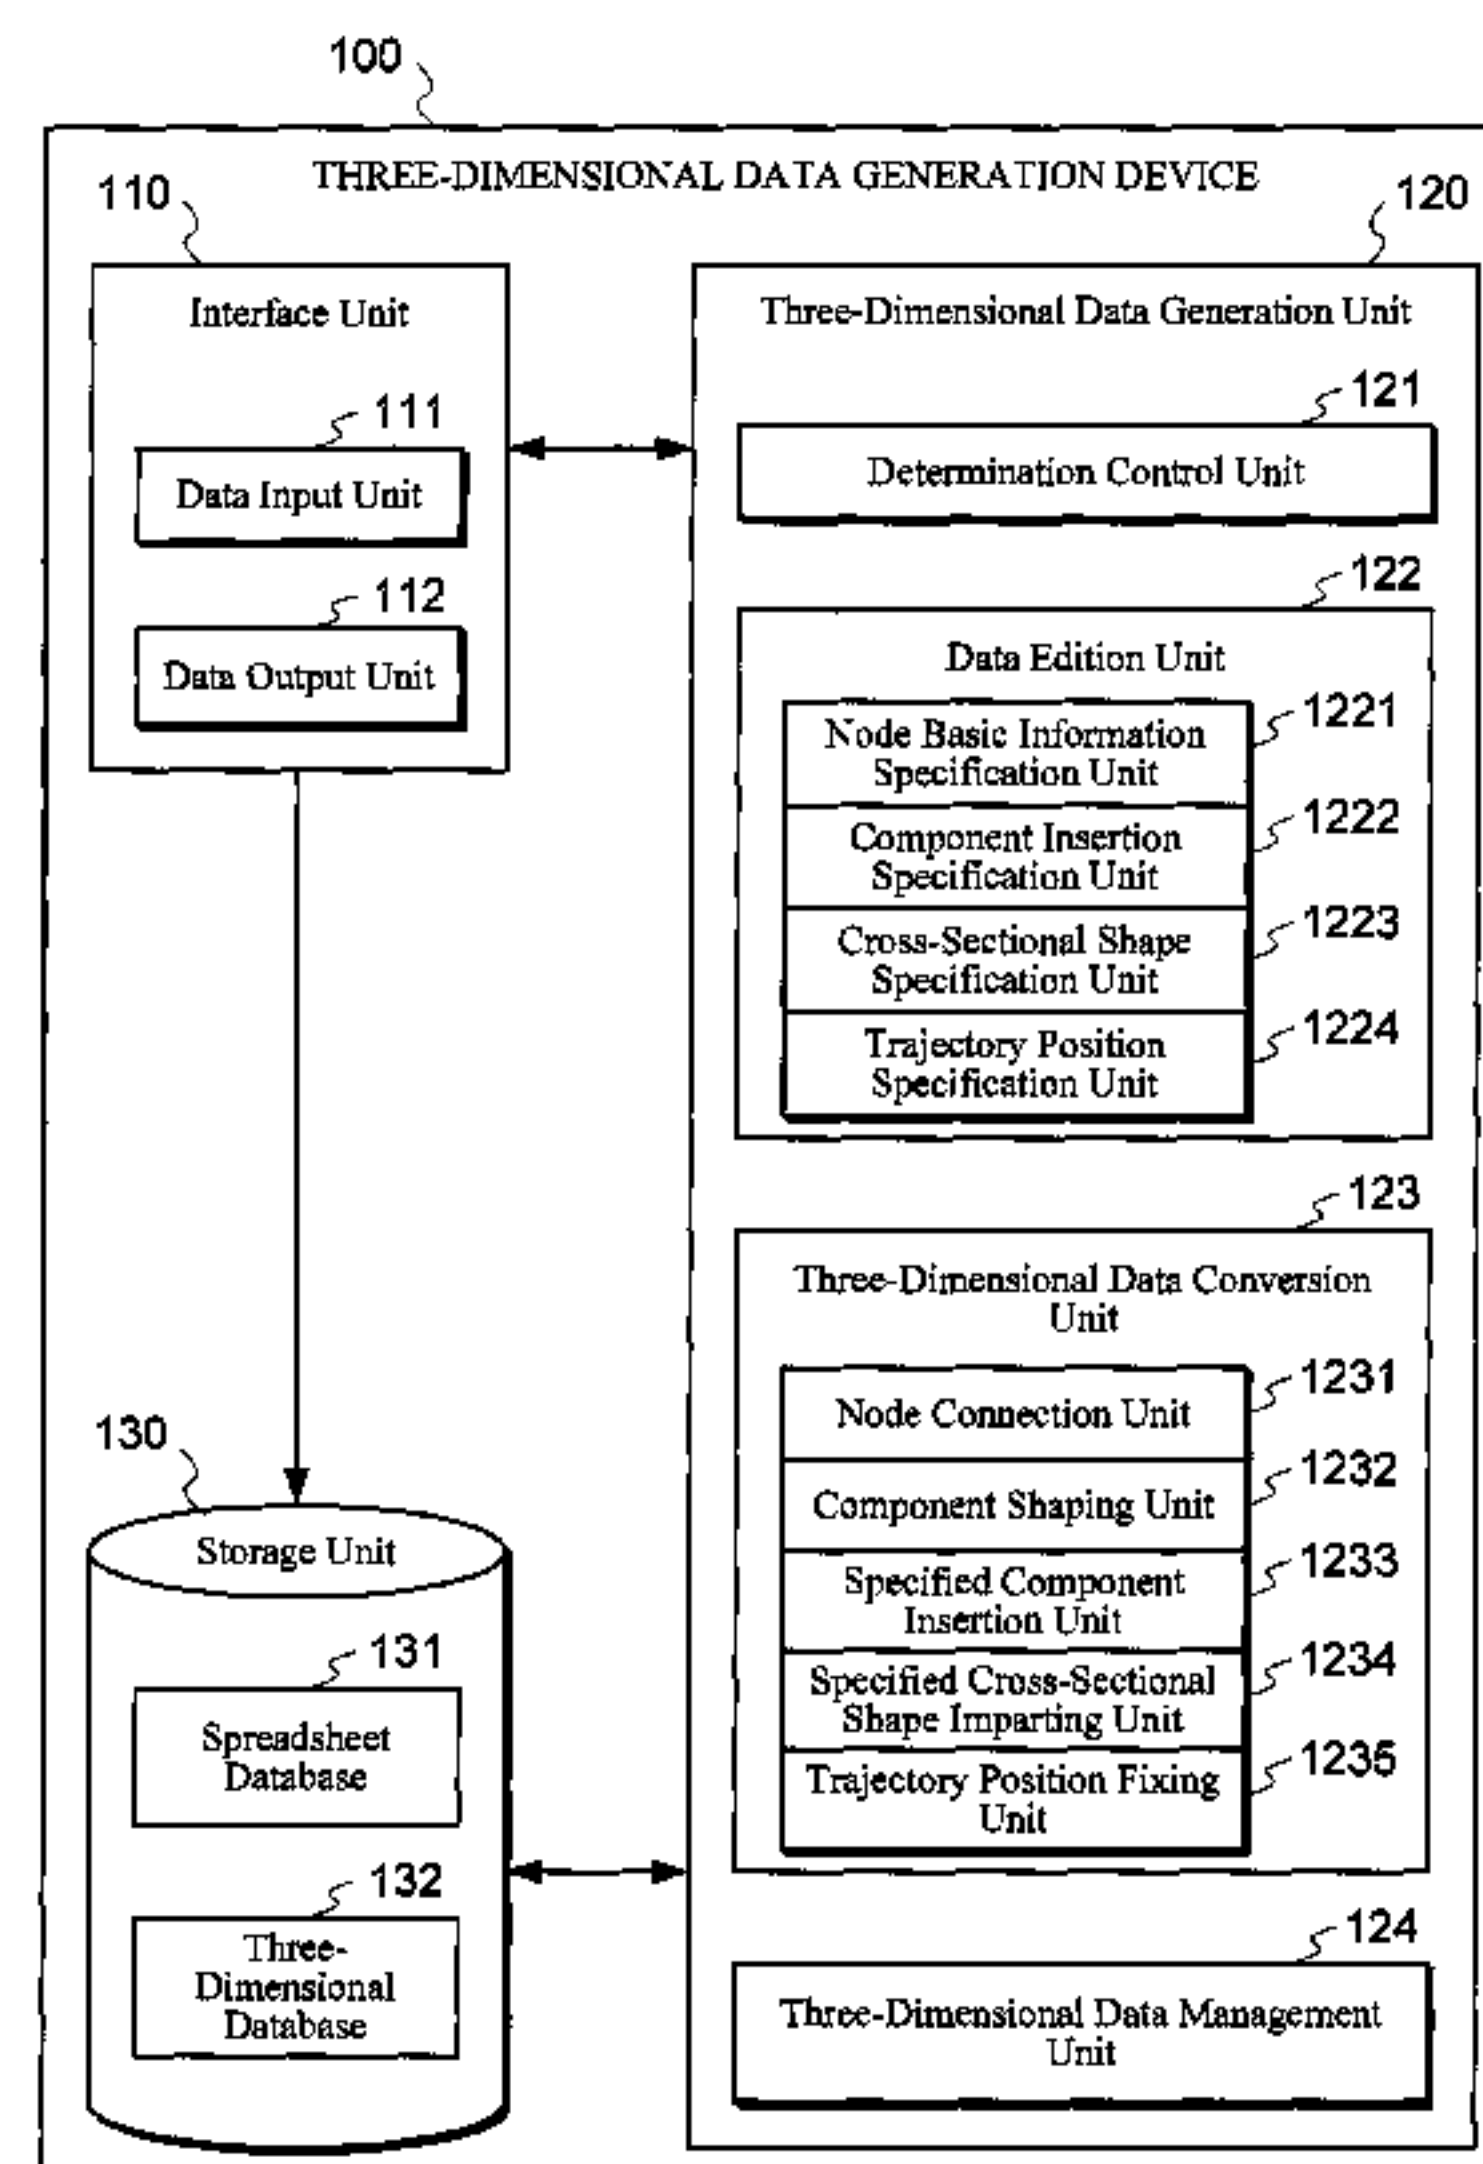 100
THREE-DIMENSIONAL DATA GENERATION DEVICE
110
Interface Unit
111
Data Input Unit
112
Data Output Unit
120
Three-Dimensional Data Generation Unit
121
Determination Control Unit
122
Data Edition Unit
1221
Node Basic Information
Specification Unit
1222
Component Insertion
Specification Unit
1223
Cross-Sectional Shape
Specification Unit
1224
Trajectory Position
Specification Unit
123
Three-Dimensional Data Conversion
Unit
1231
Node Connection Unit
1232
Component Shaping Unit
1233
Specified Component
Insertion Unit
1234
Specified Cross-Sectional
Shape Imparting Unit
1235
Trajectory Position Fixing
Unit
124
Three-Dimensional Data Management
Unit
130
Storage Unit
131
Spreadsheet
Database
132
Three-
Dimensional
Database